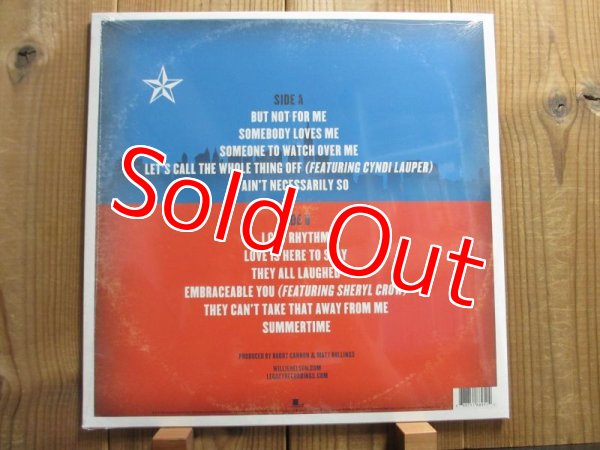 SIDE A
BUT NOT FOR ME
SOMEBODY LOVES ME
SOMEONE TO WATCH OVER ME
LET'S CALL THE WHOLE THING OFF (FEATURING CYNDI LAUPER)
AIN'T NECESSARILY SO
Sold Out
I GOT RHYTHM
LOVE IS HERE TO STAY
THEY ALL LAUGHED
EMBRACEABLE YOU (FEATURING SHERYL CROW)
THEY CAN'T TAKE THAT AWAY FROM ME
SUMMERTIME
PRODUCED BY BUDDY CANNON & MATT ROLLINGS
WILLIENELSON.COM
LEGACYRECORDINGS.COM